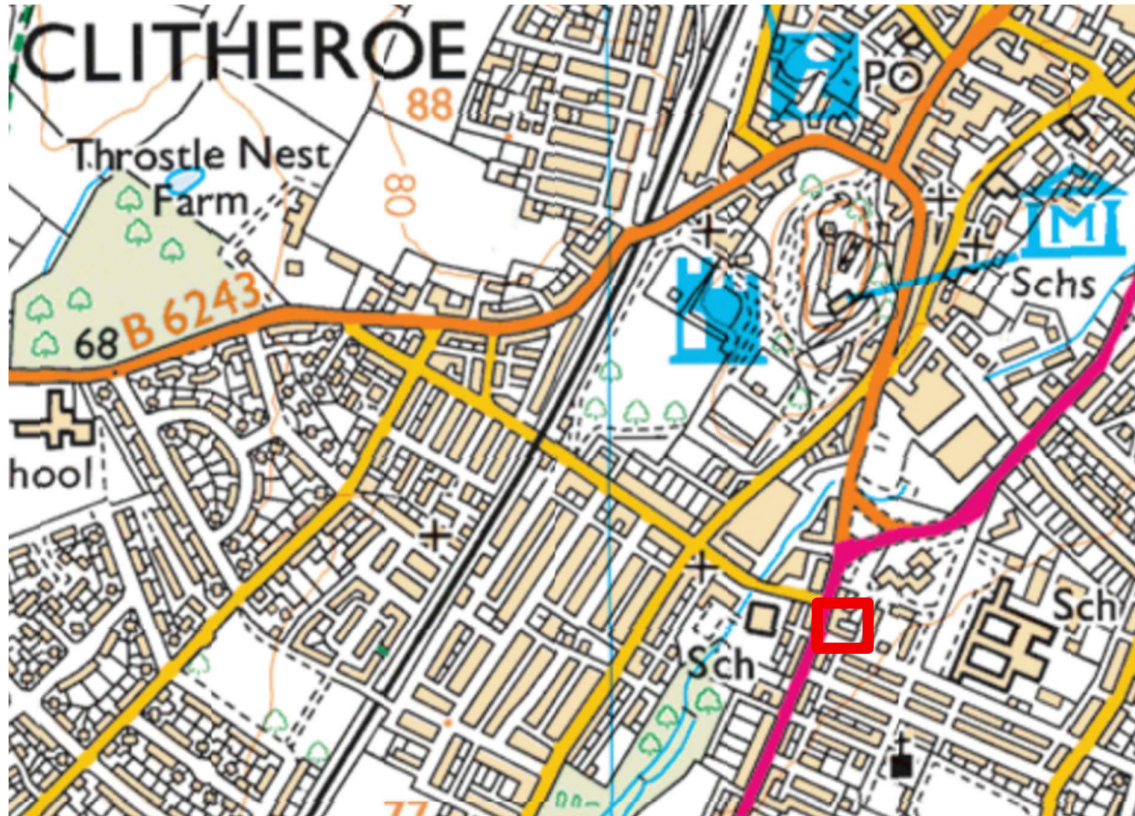 CLITHEROE
88
PO
Throstle Nest
Farm
80
M
Schs
B 6243
68
hool
Sch
Sch
77